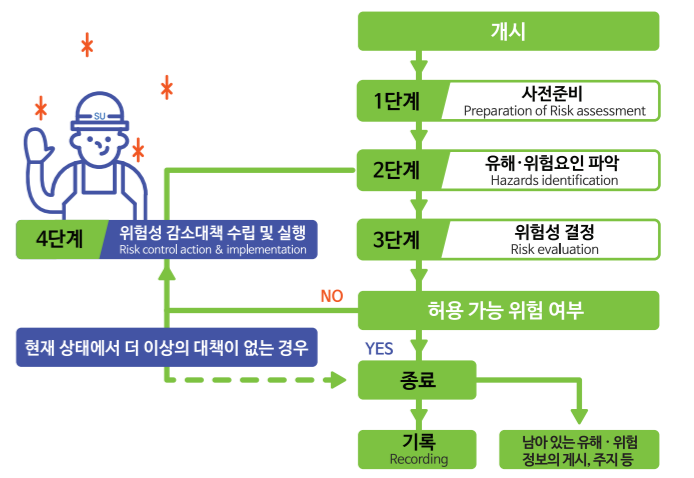 개시
1단계
사전준비
Preparation of Risk assessment
2단계
유해·위험요인 파악
Hazards identification
SU
4단계
위험성 감소대책 수립 및 실행
Risk control action & implementation
3단계
위험성 결정
Risk evaluation
NO
허용 가능 위험 여부
현재 상태에서 더 이상의 대책이 없는 경우
YES
종료
기록
Recording
남아 있는 유해·위험
정보의 게시, 주지 등